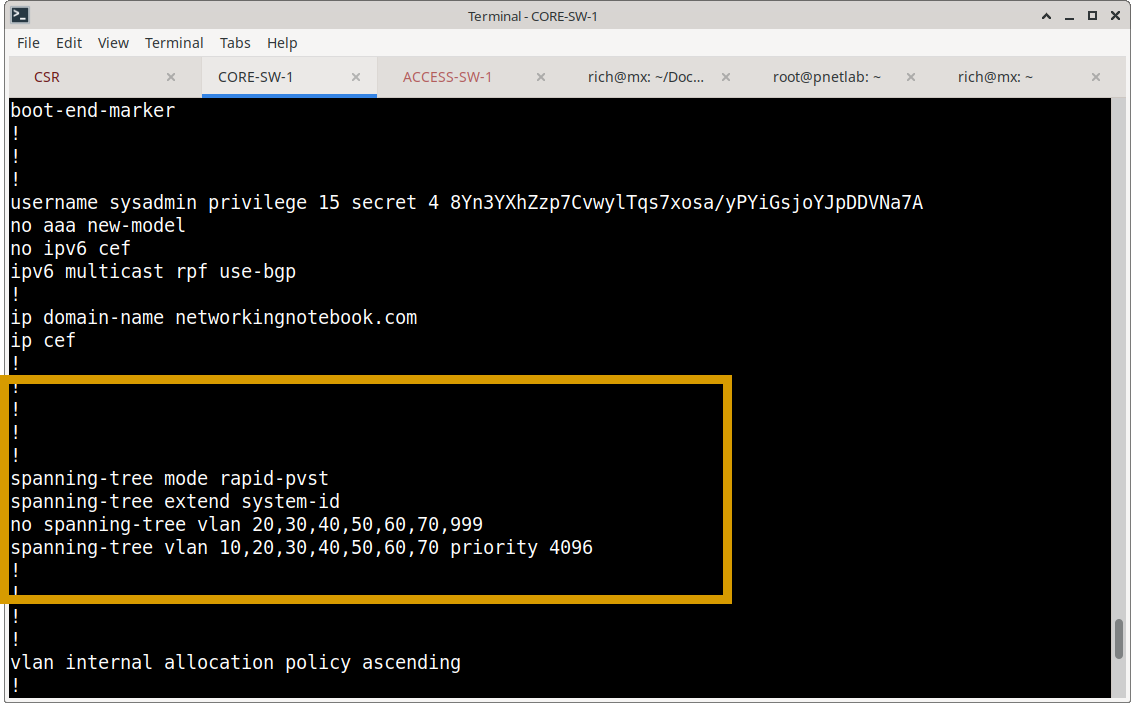 Terminal - CORE-SW-1
File Edit View Terminal Tabs Help
CSR CORE-SW-1 ACCESS-SW-1 rich@mx: ~/Doc... root@pnetlab: ~ rich@mx: ~
boot-end-marker
!
!
!
username sysadmin privilege 15 secret 4 8Yn3YXhZzp7CvwylTqs7xosa/yPYiGsjoYJpDDVNa7A
no aaa new-model
no ipv6 cef
ipv6 multicast rpf use-bgp
!
ip domain-name networkingnotebook.com
ip cef
!
!
!
!
!
spanning-tree mode rapid-pvst
spanning-tree extend system-id
no spanning-tree vlan 20,30,40,50,60,70,999
spanning-tree vlan 10,20,30,40,50,60,70 priority 4096
!
!
!
!
vlan internal allocation policy ascending
!